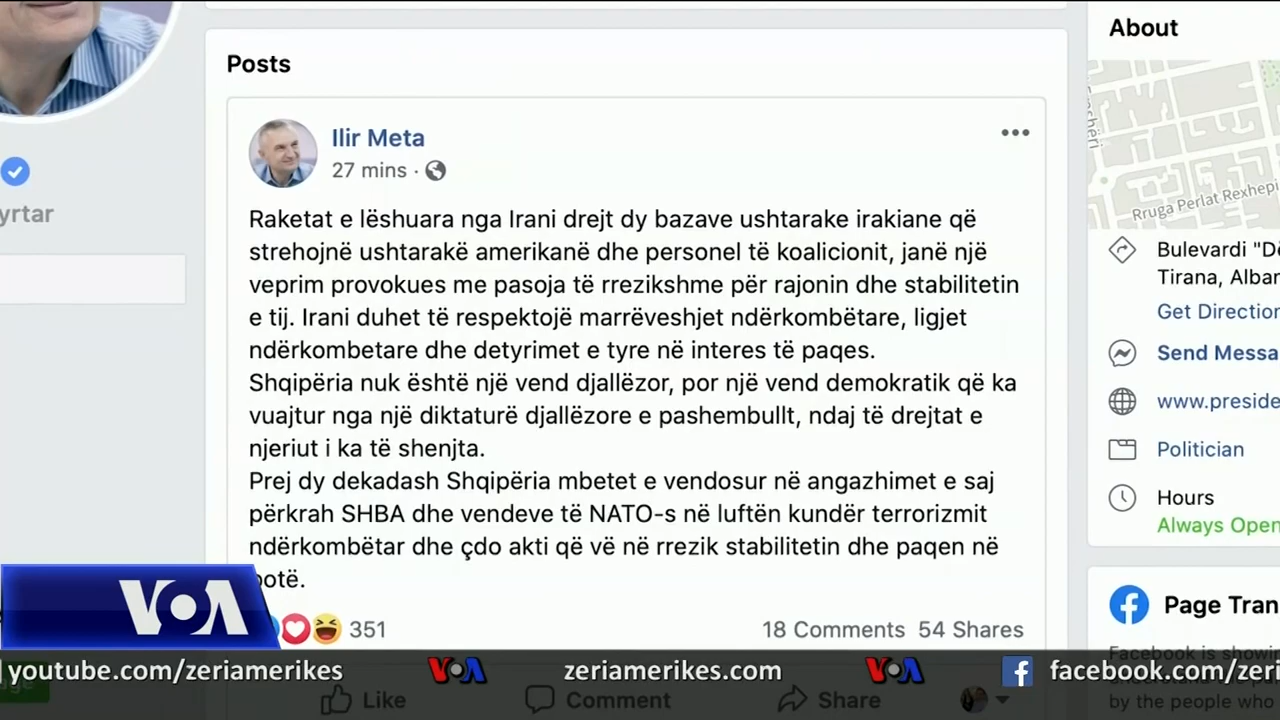 About
Posts
Ilir Meta
27 mins ·
Raketat e lëshuara nga Irani drejt dy bazave ushtarake irakiane që
strehojnë ushtarakë amerikanë dhe personel të koalicionit, janë një
veprim provokues me pasoja të rrezikshme për rajonin dhe stabilitetin
e tij. Irani duhet të respektojë marrëveshjet ndërkombëtare, ligjet
ndërkombetare dhe detyrimet e tyre në interes të paqes.
Shqipëria nuk është një vend djallëzor, por një vend demokratik që ka
vuajtur nga një diktaturë djallëzore e pashembullt, ndaj të drejtat e
njeriut i ka të shenjta.
Prej dy dekadash Shqipëria mbetet e vendosur në angazhimet e saj
përkrah SHBA dhe vendeve të NATO-s në luftën kundër terrorizmit
ndërkombëtar dhe çdo akti që vë në rrezik stabilitetin dhe paqen në
botë.
351
18 Comments 54 Shares
Like
Comment
Share
yrtar
Rruga Perlat Rexhepi
Bulevardi "Dë
Tirana, Alban
Get Direction
Send Messa
www.preside
Politician
Hours
Always Open
Page Tran
Facebook is showin
by the people who
VOA
youtube.com/zeriamerikes
VOA
zeriamerikes.com
VOA
facebook.com/zeri